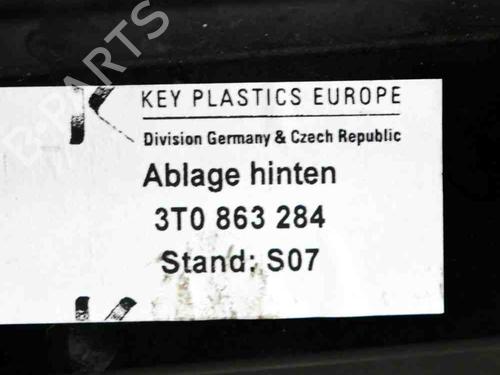 B-PARTS
KEY PLASTICS EUROPE
Division Germany & Czech Republic
Ablage hinten
3T0 863 284
Stand: S07